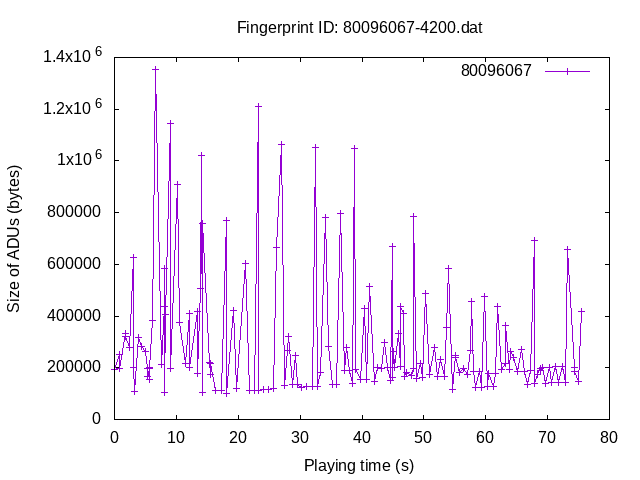 Fingerprint ID: 80096067-4200.dat
80096067
Size of ADUs (bytes)
1.4x10^6
1.2x10^6
1x10^6
800000
600000
400000
200000
0
0 10 20 30 40 50 60 70 80
Playing time (s)